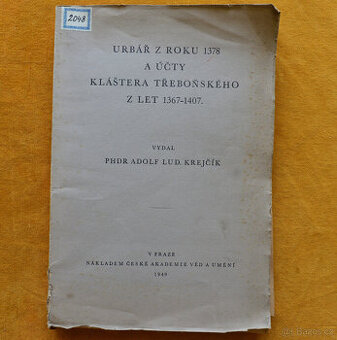 2048
URBÁŘ Z ROKU 1378
A ÚČTY
KLÁŠTERA TŘEBOŇSKÉHO
Z LET 1367-1407.
VYDAL
PHDR ADOLF LUD. KREJČÍK
V PRAZE
NÁKLADEM ČESKÉ AKADEMIE VĚD A UMĚNÍ
1949